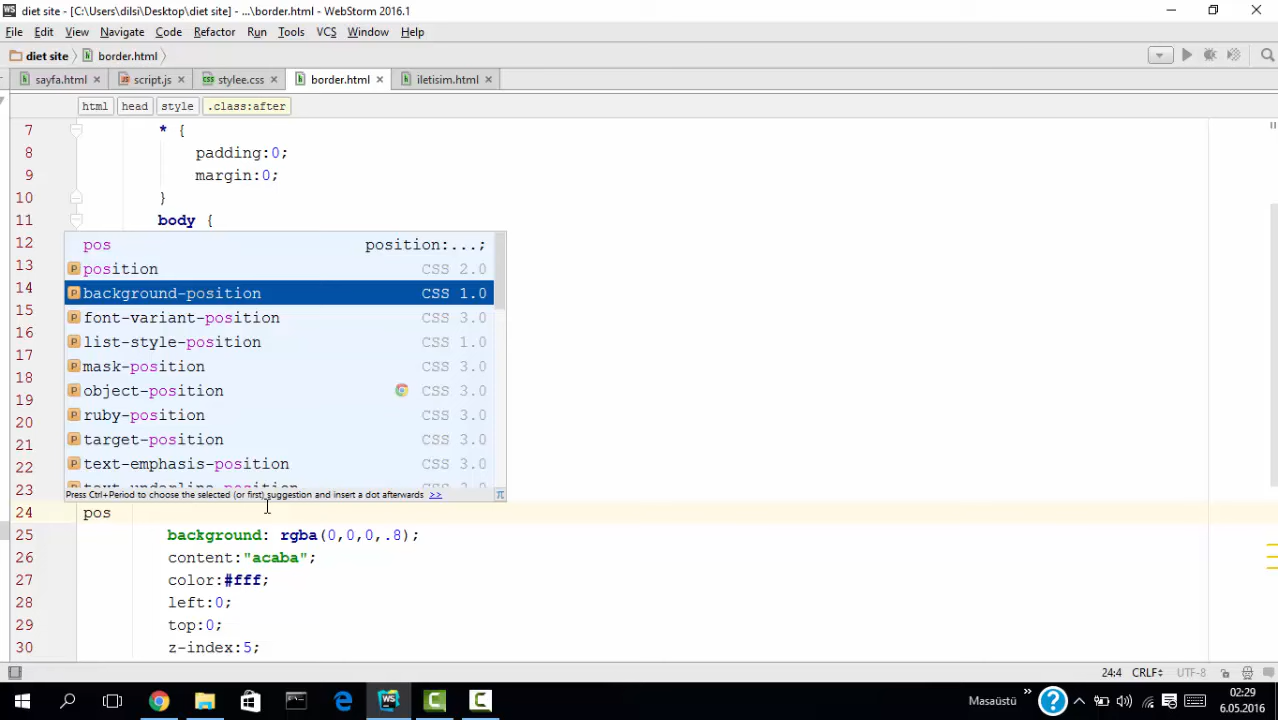 diet site - [C:\Users\dilsi\Desktop\diet site] - ...\border.html - WebStorm 2016.1
File Edit View Navigate Code Refactor Run Tools VCS Window Help
diet site border.html
sayfa.html script.js stylee.css border.html iletisim.html
html head style .class:after
7 * {
8 padding:0;
9 margin:0;
10 }
11 body {
12
pos position:...;
13
position CSS 2.0
14
background-position CSS 1.0
15
font-variant-position CSS 3.0
16
list-style-position CSS 1.0
17
mask-position CSS 3.0
18
19
object-position CSS 3.0
20
ruby-position CSS 3.0
21
target-position CSS 3.0
22
text-emphasis-position CSS 3.0
23
text-underline-position
Press Ctrl+Period to choose the selected (or first) suggestion and insert a dot afterwards >> π
24 pos
25 background: rgba(0,0,0,.8);
26 content:"acaba";
27 color:#fff;
28 left:0;
29 top:0;
30 z-index:5;
24:4 CRLF UTF-8
Masaüstü » 02:29
6.05.2016